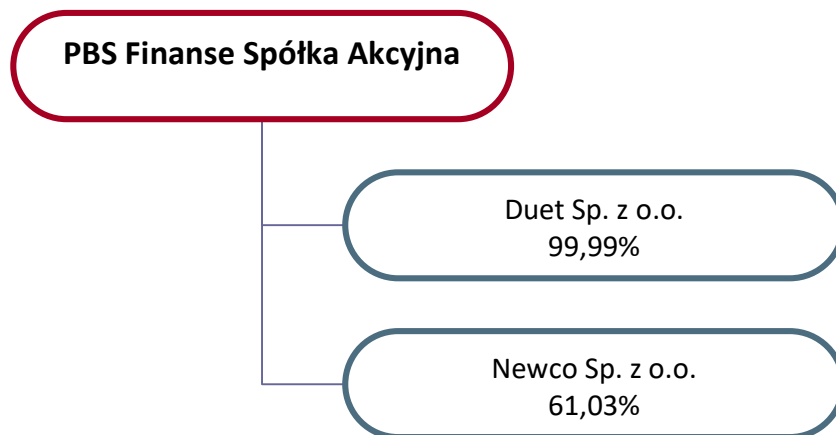 PBS Finanse Spółka Akcyjna
Duet Sp. z o.o.
99,99%
Newco Sp. z o.o.
61,03%